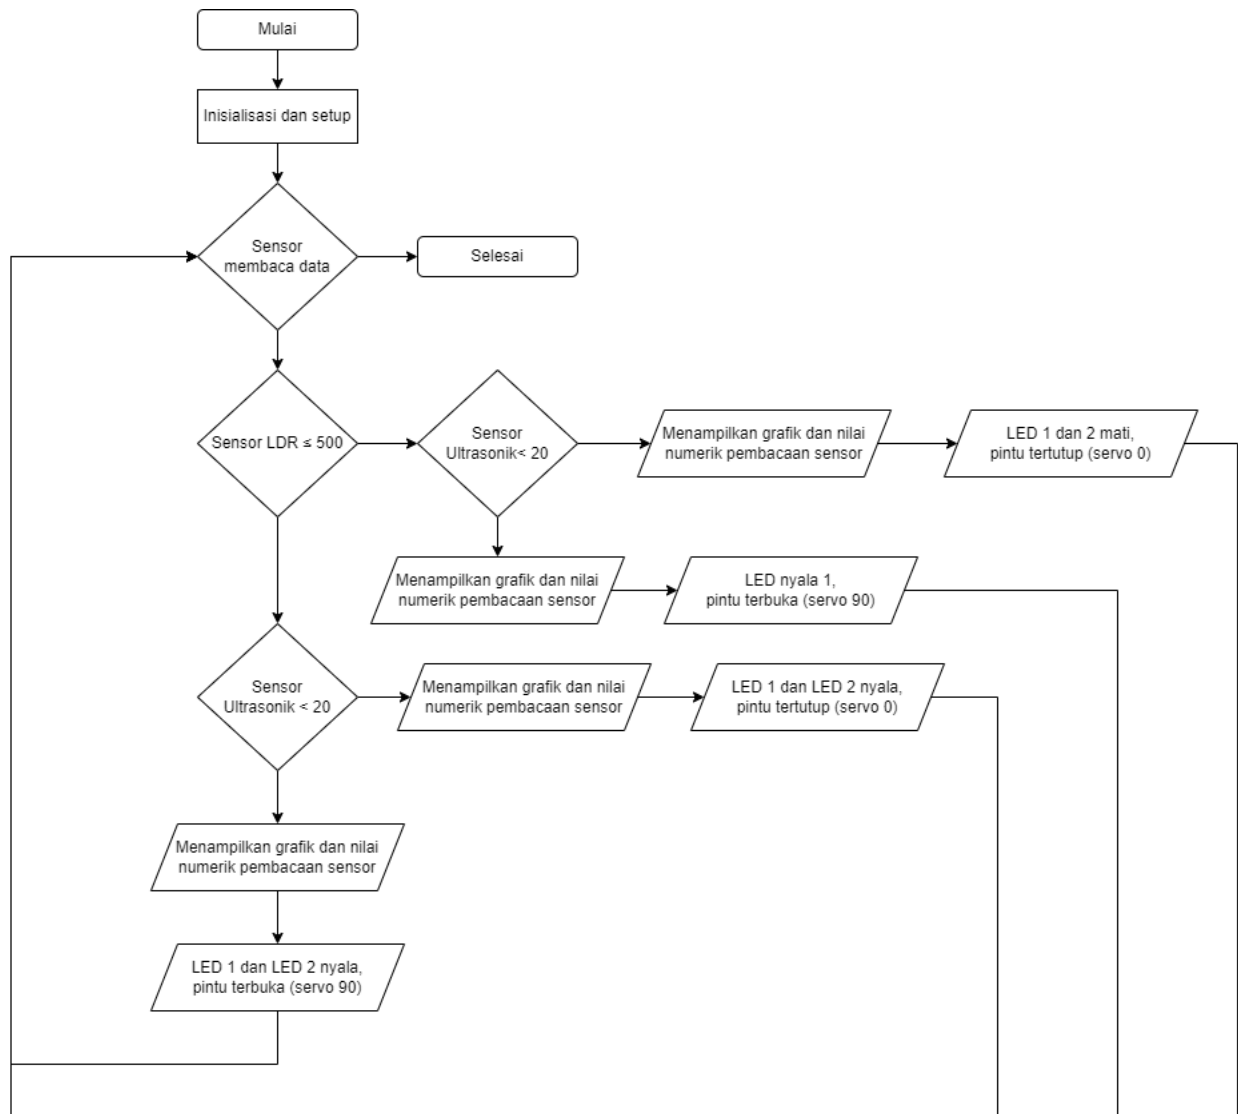 Mulai
Inisialisasi dan setup
Sensor
membaca data
Selesai
Sensor LDR ≤ 500
Sensor
Ultrasonik< 20
Menampilkan grafik dan nilai
numerik pembacaan sensor
LED 1 dan 2 mati,
pintu tertutup (servo 0)
Menampilkan grafik dan nilai
numerik pembacaan sensor
LED nyala 1,
pintu terbuka (servo 90)
Sensor
Ultrasonik < 20
Menampilkan grafik dan nilai
numerik pembacaan sensor
LED 1 dan LED 2 nyala,
pintu tertutup (servo 0)
Menampilkan grafik dan nilai
numerik pembacaan sensor
LED 1 dan LED 2 nyala,
pintu terbuka (servo 90)